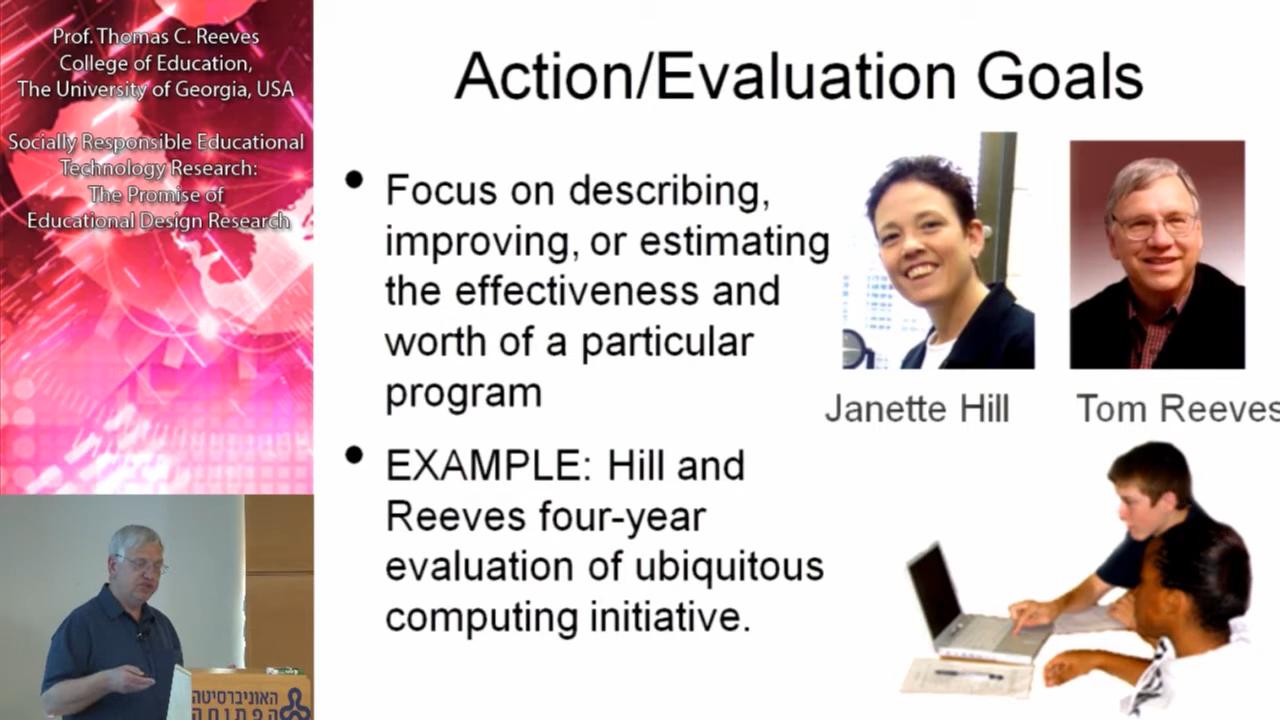 Prof. Thomas C. Reeves
College of Education,
The University of Georgia, USA
Socially Responsible Educational
Technology Research:
The Promise of
Educational Design Research
Action/Evaluation Goals
• Focus on describing,
improving, or estimating
the effectiveness and
worth of a particular
program
• EXAMPLE: Hill and
Reeves four-year
evaluation of ubiquitous
computing initiative.
Janette Hill
Tom Reeves
האוניברסיטה
הפתוחה